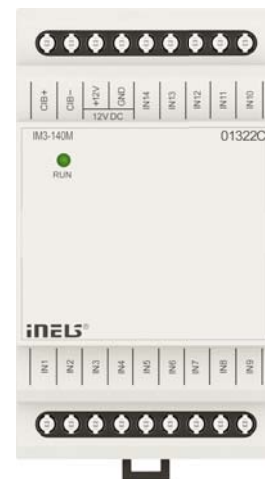 CIB+ CIB− +12V GND IN14 IN13 IN12 IN11 IN10
12V DC
IM3-140M 01322C
RUN
iNELS®
IN1 IN2 IN3 IN4 IN5 IN6 IN7 IN8 IN9